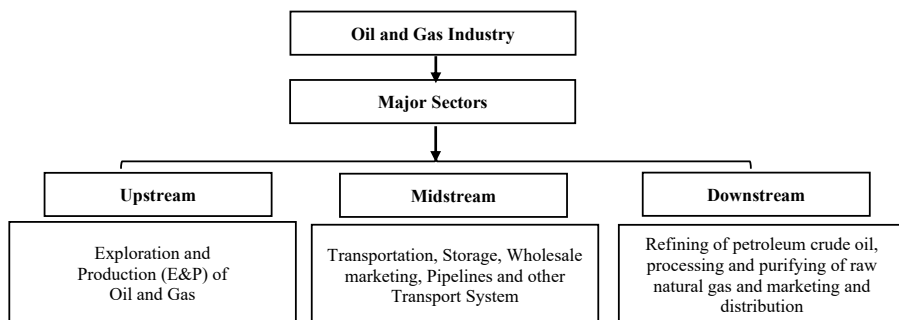 Oil and Gas Industry
Major Sectors
Upstream
Midstream
Downstream
Exploration and
Production (E&P) of
Oil and Gas
Transportation, Storage, Wholesale
marketing, Pipelines and other
Transport System
Refining of petroleum crude oil,
processing and purifying of raw
natural gas and marketing and
distribution